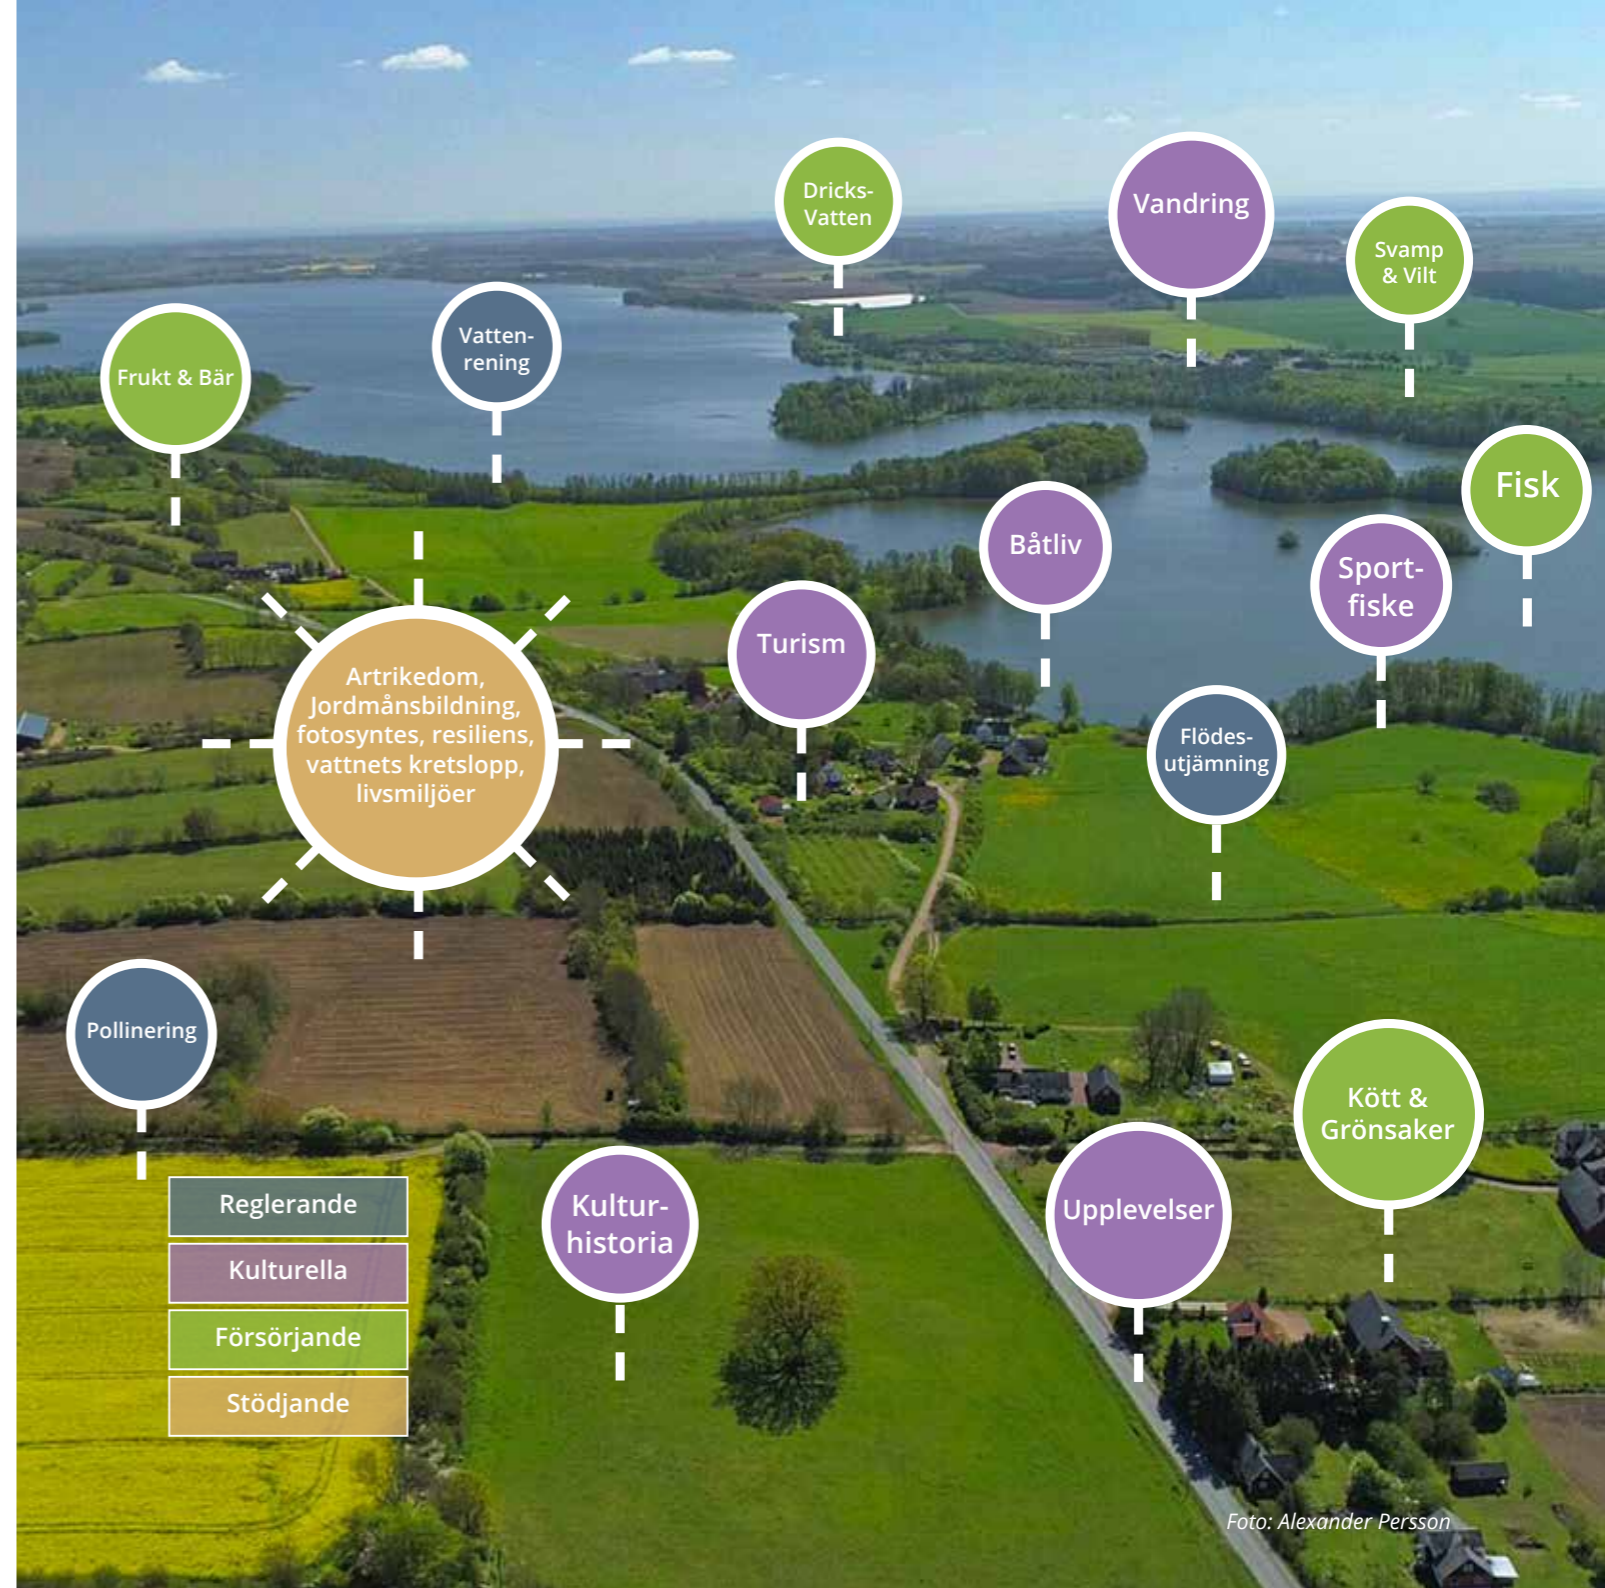 Dricks-
Vatten
Vandring
Svamp
& Vilt
Frukt & Bär
Vatten-
rening
Fisk
Båtliv
Sport-
fiske
Turism
Artrikedom,
Jordmånsbildning,
fotosyntes, resiliens,
vattnets kretslopp,
livsmiljöer
Flödes-
utjämning
Pollinering
Kött &
Grönsaker
Kultur-
historia
Upplevelser
Reglerande
Kulturella
Försörjande
Stödjande
Foto: Alexander Persson